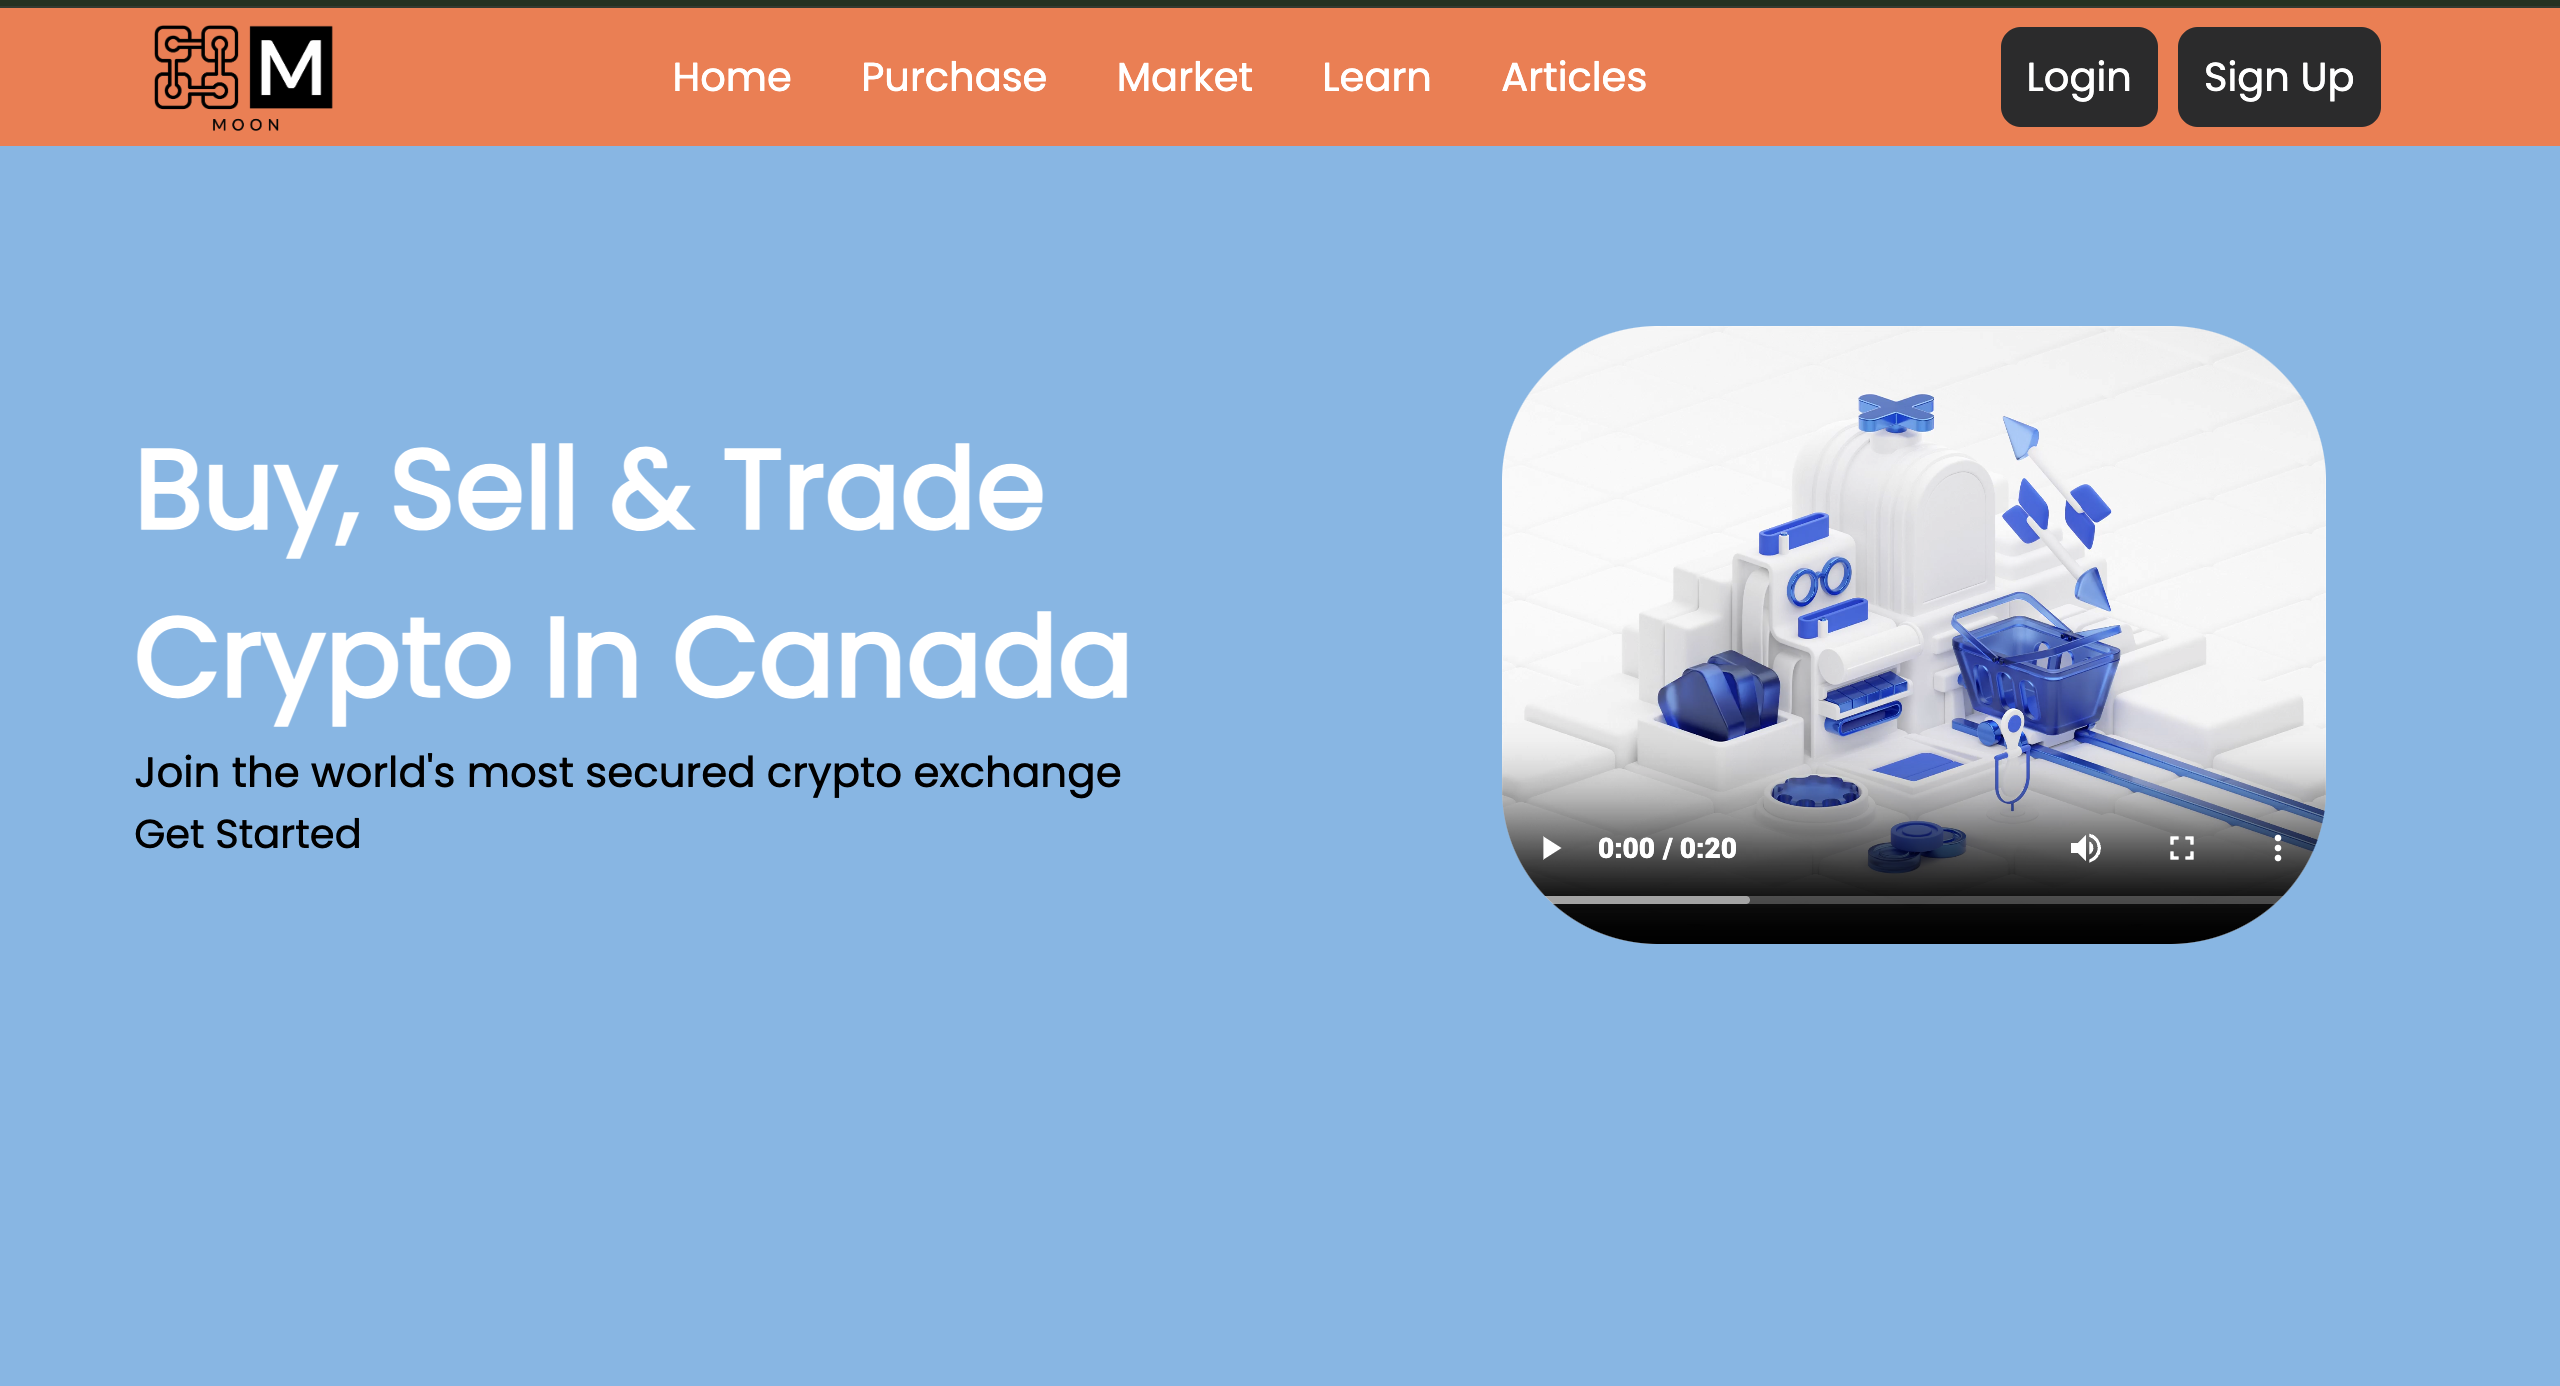 M
MOON
Home Purchase Market Learn Articles Login Sign Up
Buy, Sell & Trade
Crypto In Canada
Join the world's most secured crypto exchange
Get Started
0:00 / 0:20